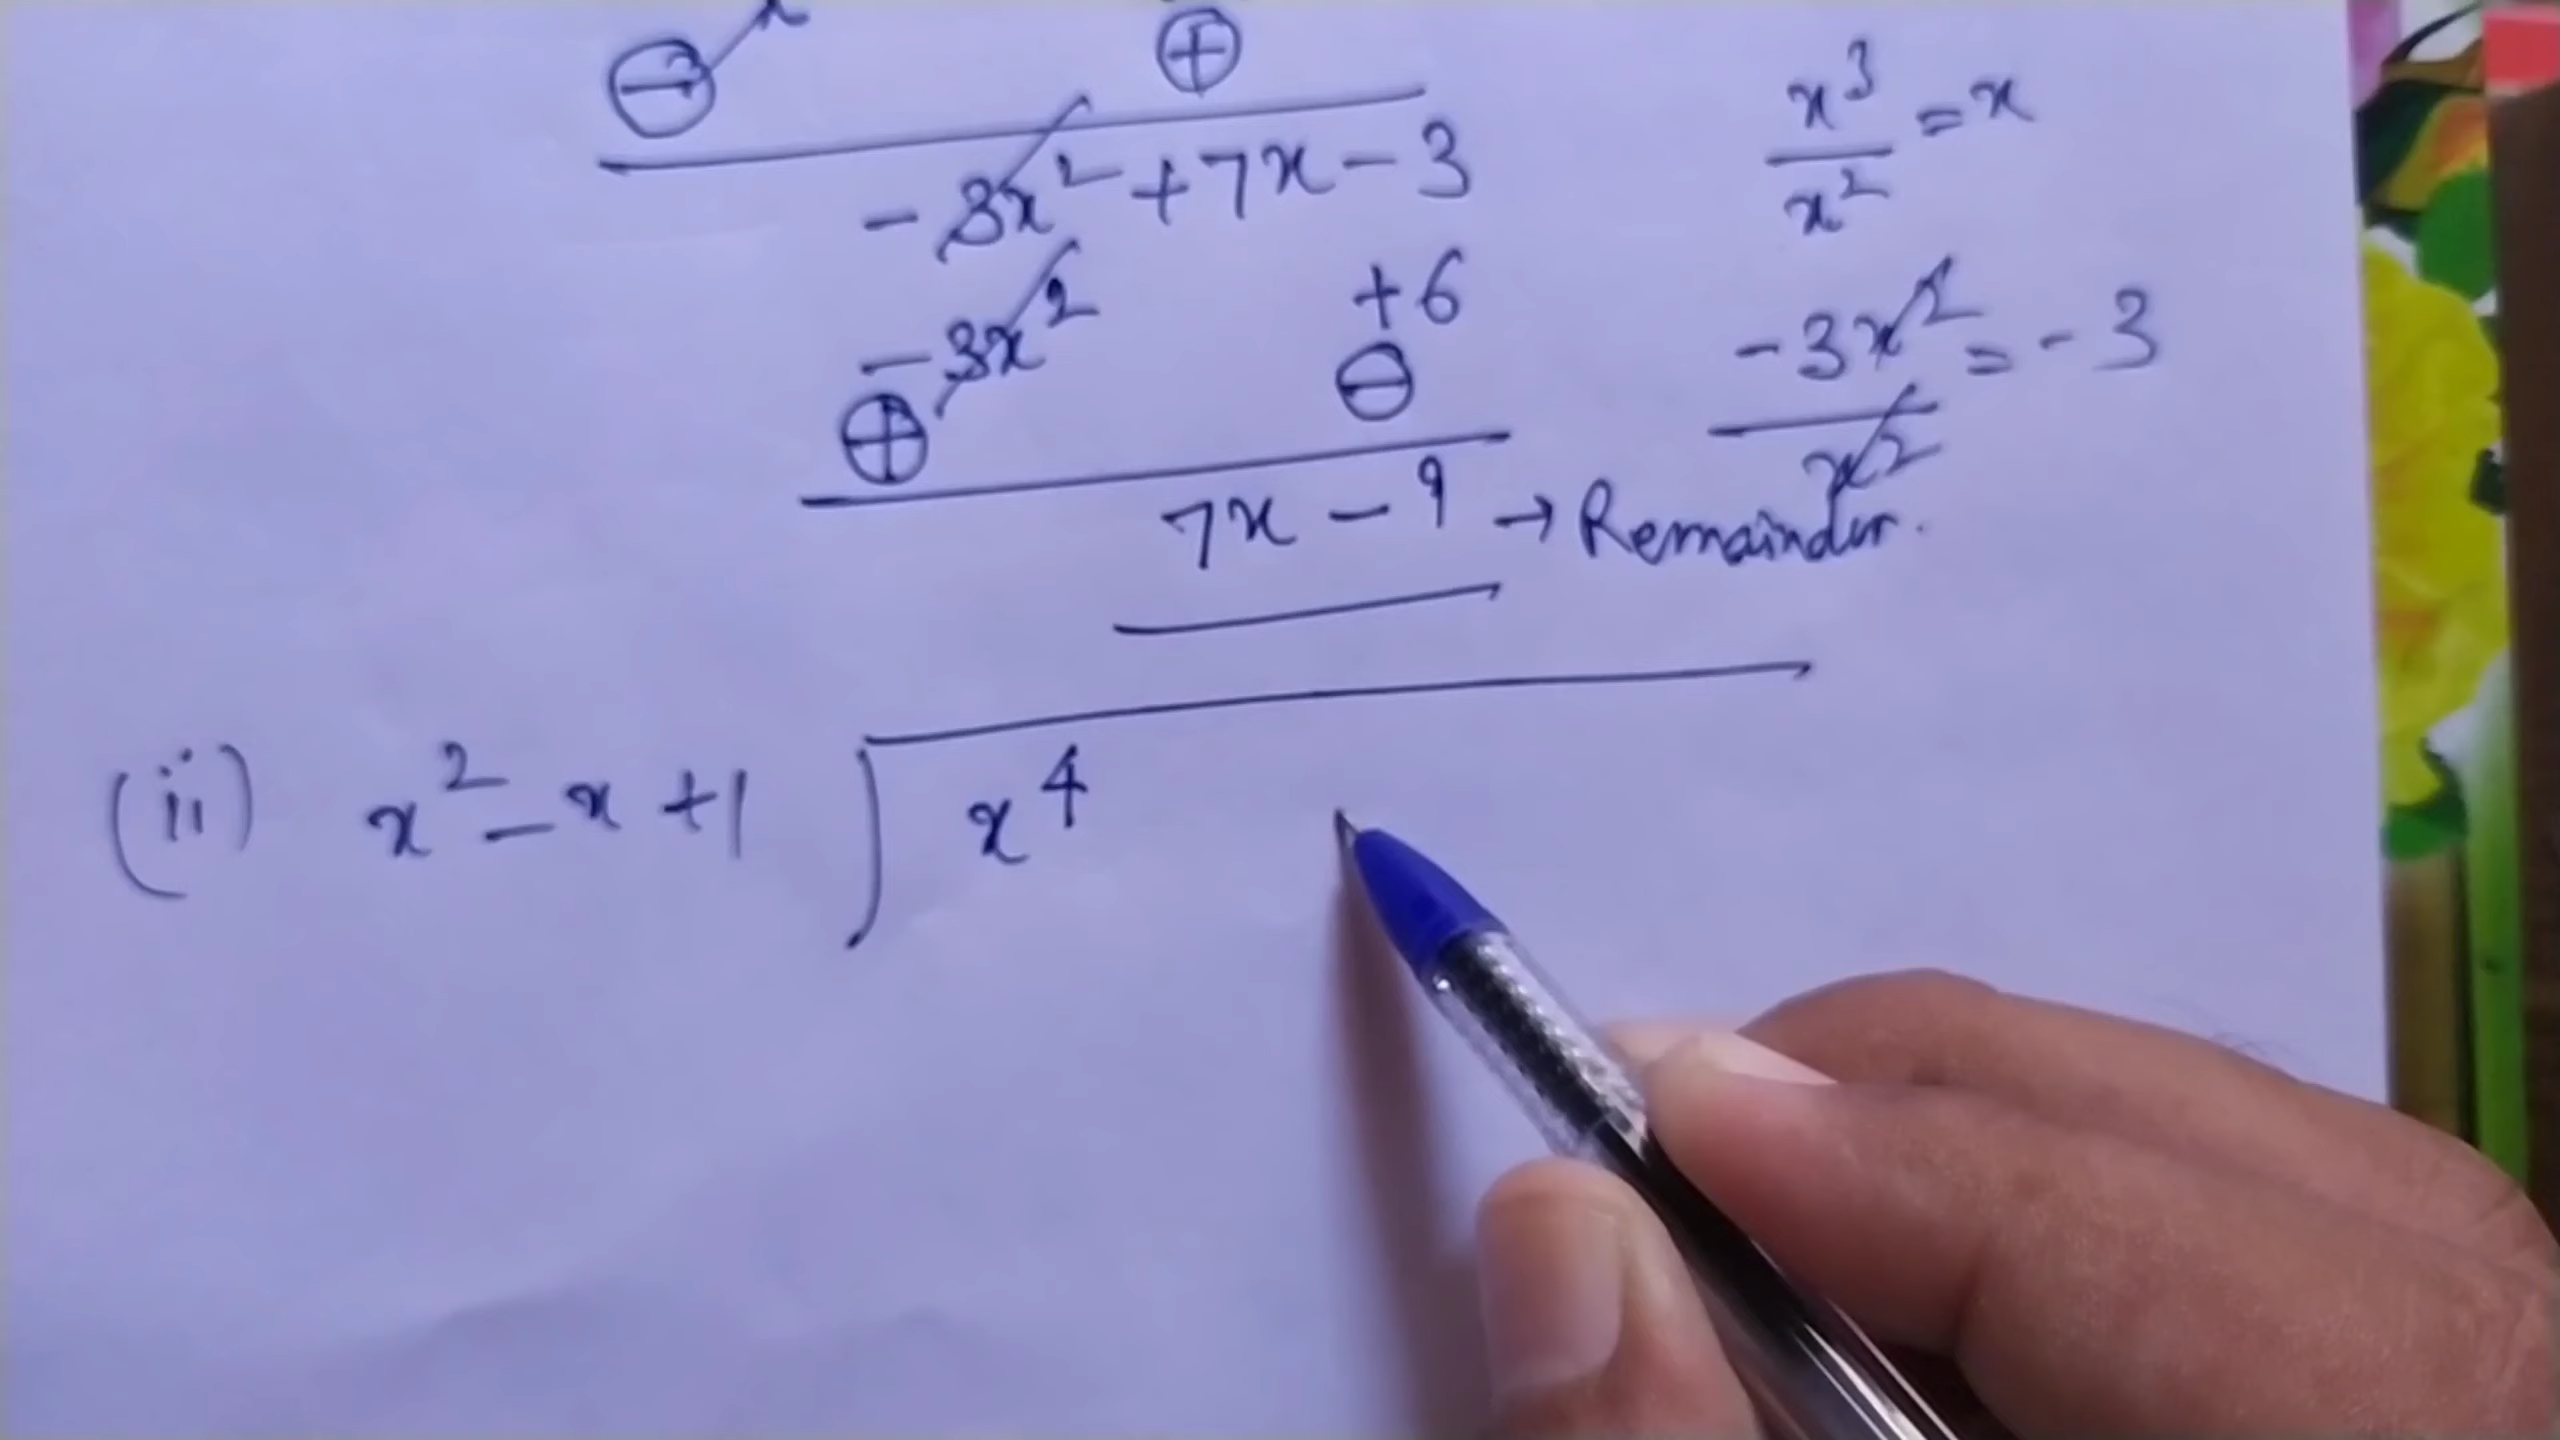 x³/x² = x
-3x² + 7x - 3
-3x² +6
-3x²/x² = -3
7x - 9 → Remainder.
(ii) x² - x + 1 ) x⁴